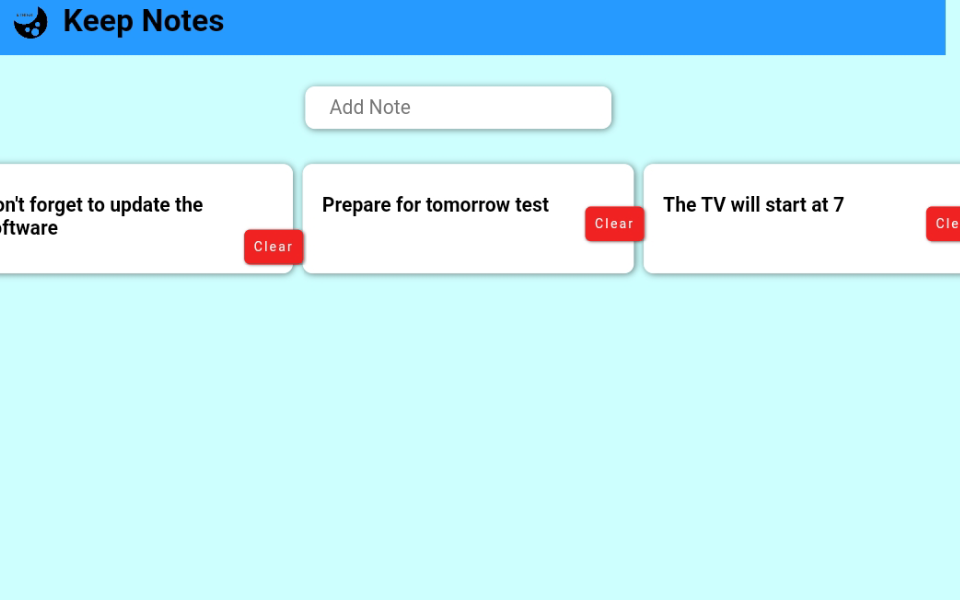 Keep Notes
Add Note
on't forget to update the
oftware
Clear
Prepare for tomorrow test
Clear
The TV will start at 7
Cle